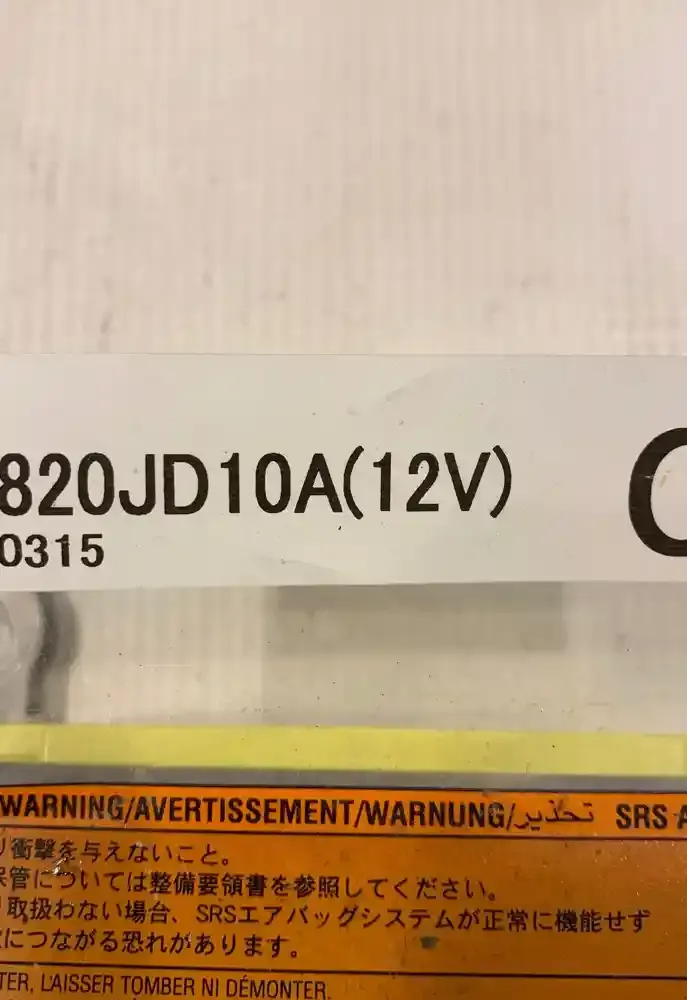 820JD10A(12V)
0315
WARNING/AVERTISSEMENT/WARNUNG/تحذير SRS A
り衝撃を与えないこと。
保管については整備要領書を参照してください。
取扱わない場合、SRSエアバッグシステムが正常に機能せず
につながる恐れがあります。
TER, LAISSER TOMBER NI DÉMONTER.